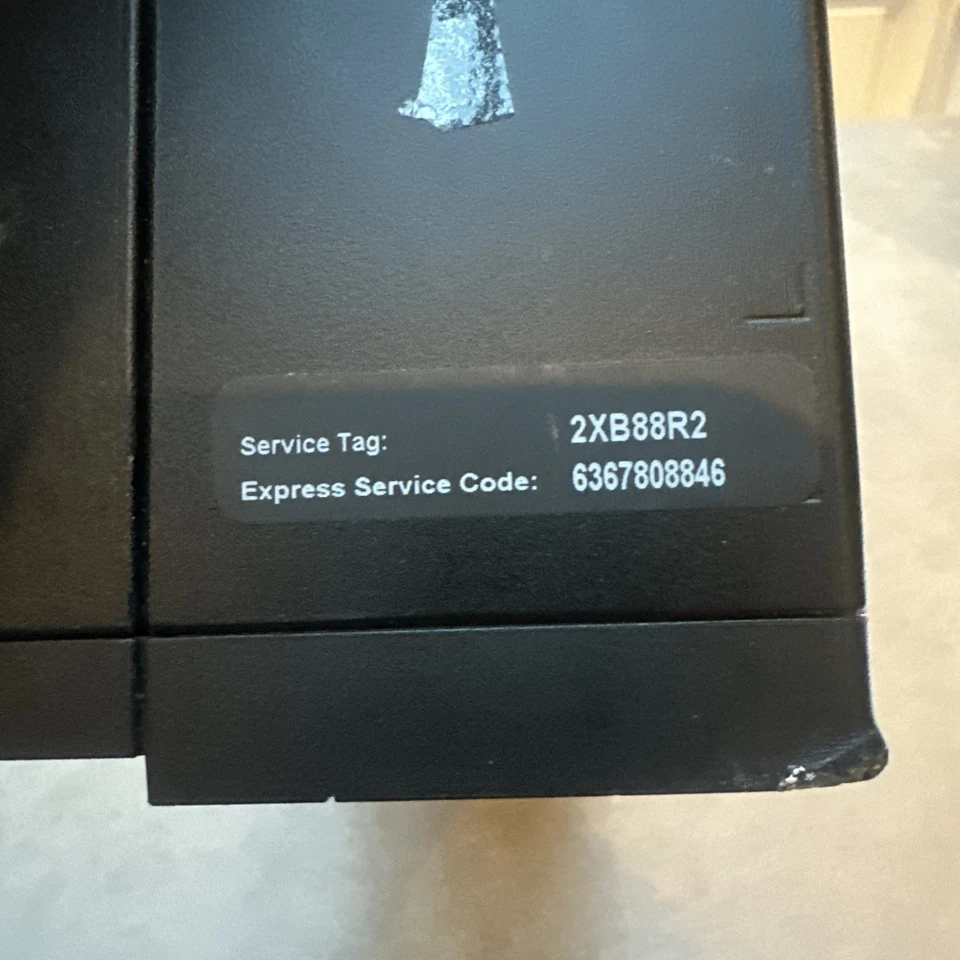 Service Tag: 2XB88R2
Express Service Code: 6367808846